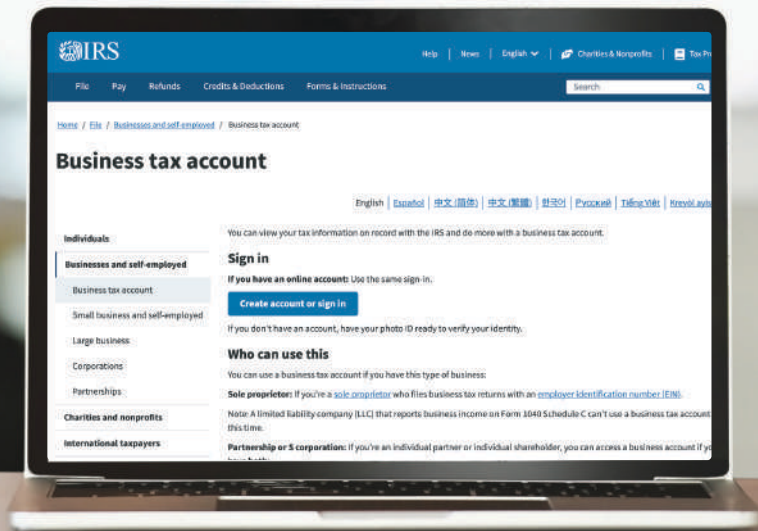 IRS
Help | News | English | Charities & Nonprofits | Tax Pr
File Pay Refunds Credits & Deductions Forms & Instructions Search
Home / File / Businesses and self-employed / Business tax account
Business tax account
English | Español | 中文 (简体) | 中文 (繁體) | 한국어 | Русский | Tiếng Việt | Kreyòl ayis
Individuals
Businesses and self-employed
Business tax account
Small business and self-employed
Large business
Corporations
Partnerships
Charities and nonprofits
International taxpayers
You can view your tax information on record with the IRS and do more with a business tax account.
Sign in
If you have an online account: Use the same sign-in.
Create account or sign in
If you don't have an account, have your photo ID ready to verify your identity.
Who can use this
You can use a business tax account if you have this type of business:
Sole proprietor: If you're a sole proprietor who files business tax returns with an employer identification number (EIN).
Note: A limited liability company (LLC) that reports business income on Form 1040 Schedule C can't use a business tax account
this time.
Partnership or S corporation: If you're an individual partner or individual shareholder, you can access a business account if yo